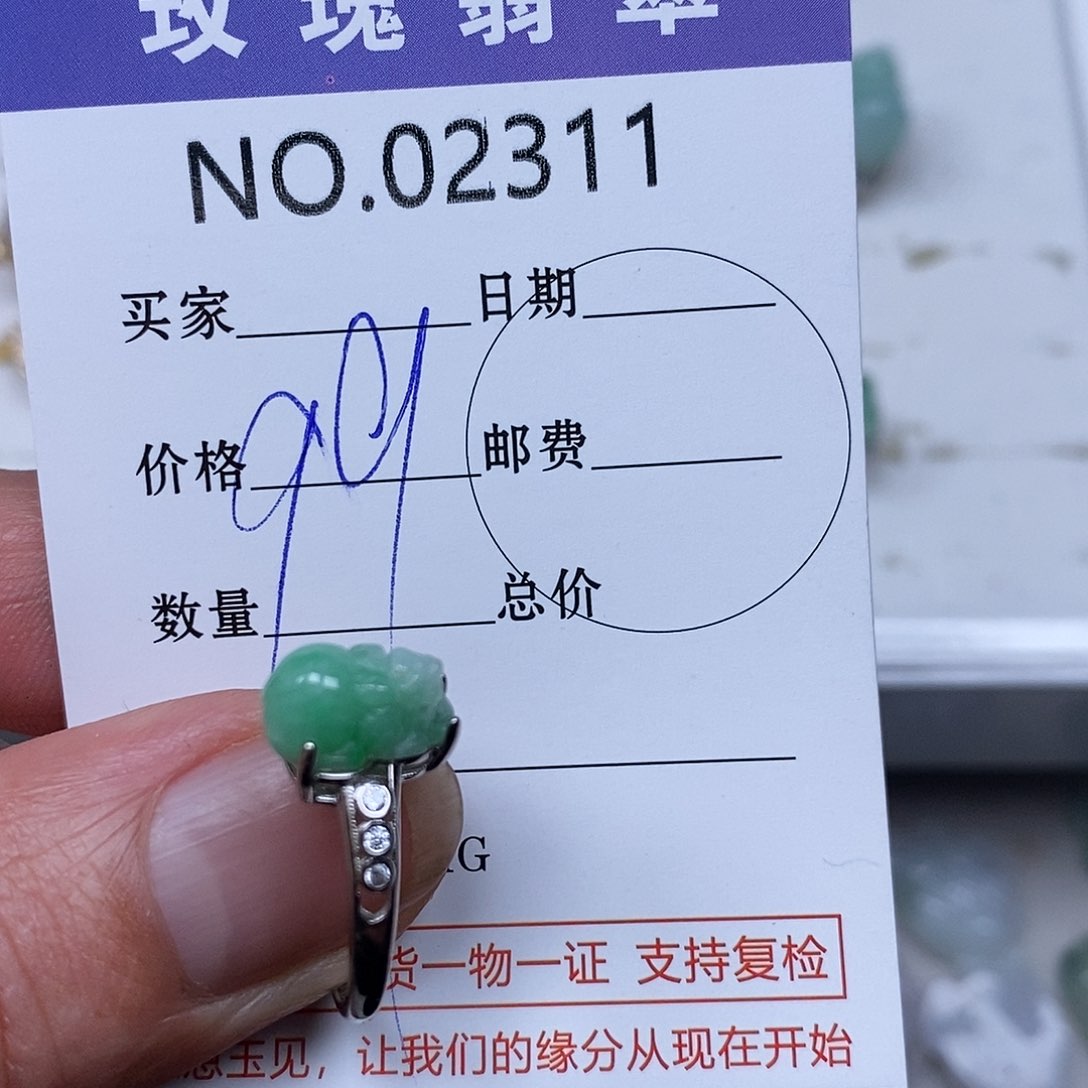 玫瑰翡翠
NO.02311
买家 日期
价格 99 邮费
数量 总价
G
货一物一证 支持复检
玉见，让我们的缘分从现在开始